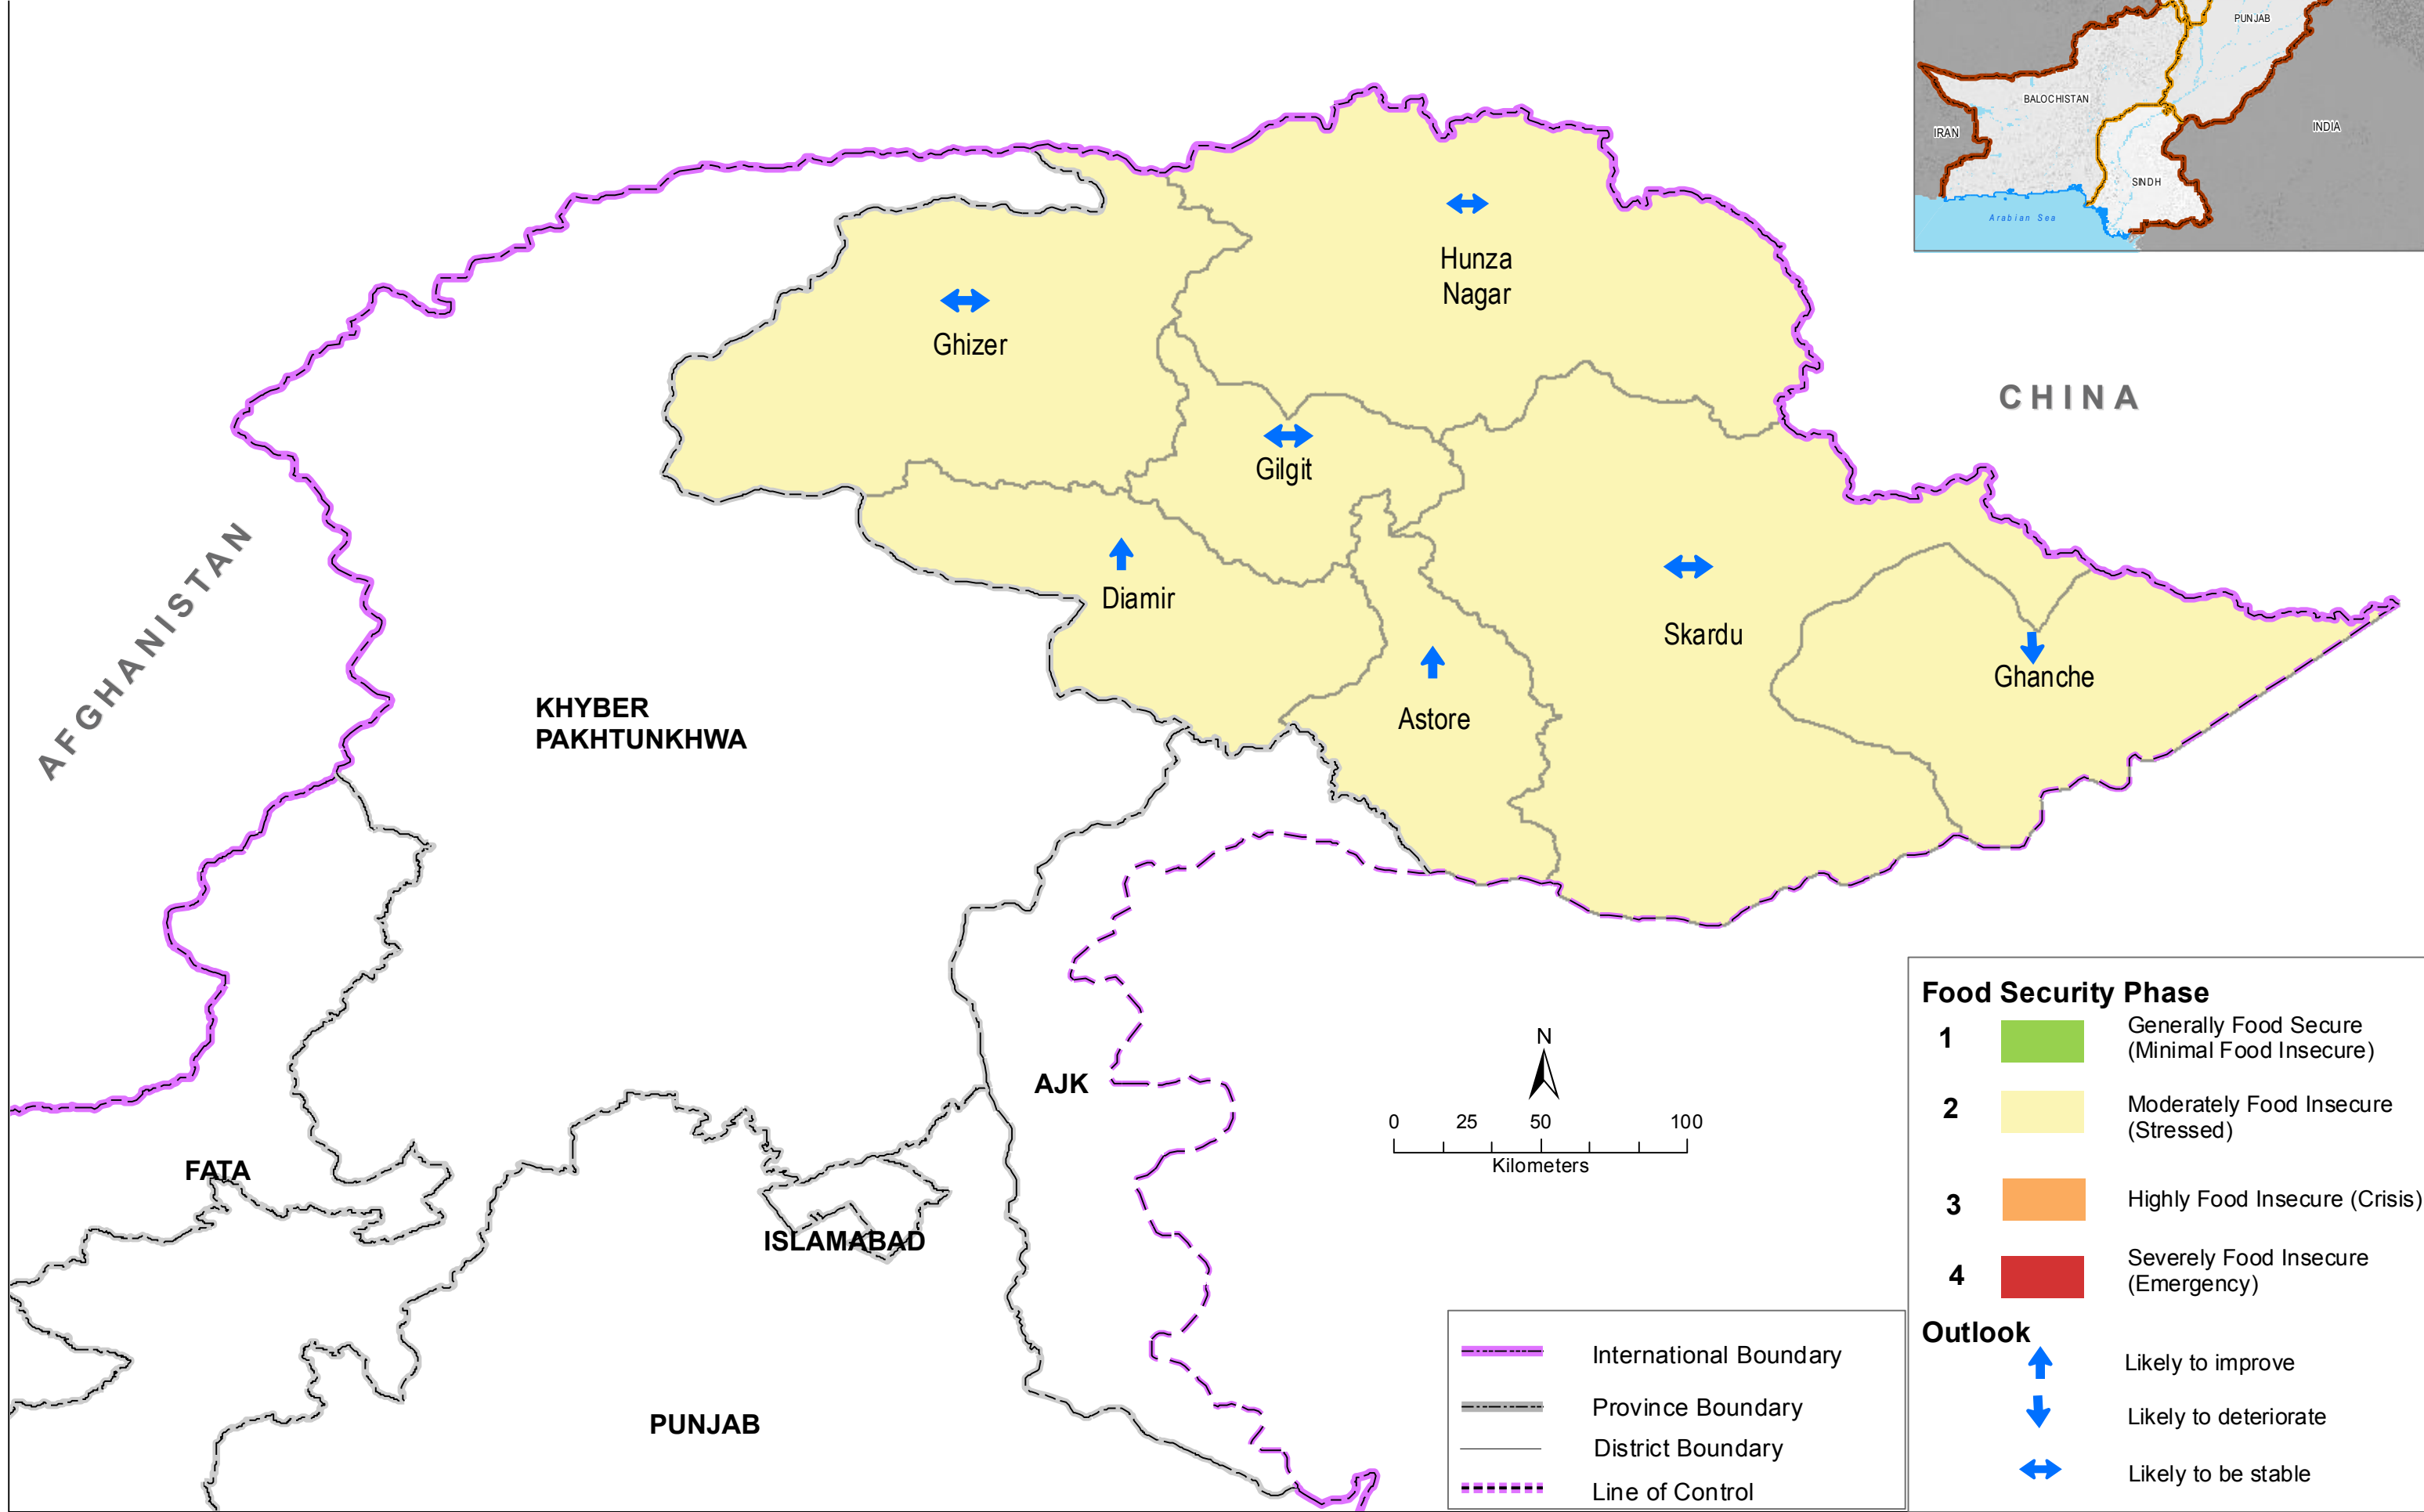 PUNJAB
BALOCHISTAN
IRAN
INDIA
SINDH
Arabian Sea
Hunza
Nagar
Ghizer
CHINA
Gilgit
AFGHANISTAN
Diamir
Skardu
Ghanche
KHYBER
PAKHTUNKHWA
Astore
AJK
FATA
ISLAMABAD
PUNJAB
N
0 25 50 100
Kilometers
Food Security Phase
1 Generally Food Secure
(Minimal Food Insecure)
2 Moderately Food Insecure
(Stressed)
3 Highly Food Insecure (Crisis)
4 Severely Food Insecure
(Emergency)
Outlook
Likely to improve
Likely to deteriorate
Likely to be stable
International Boundary
Province Boundary
District Boundary
Line of Control